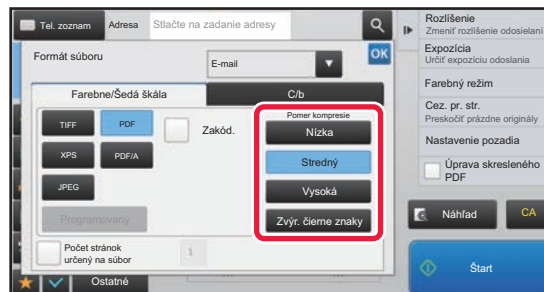 Tel. zoznam
Adresa
Stlačte na zadanie adresy
Formát súboru
E-mail
OK
Farebne/Šedá škála
C/b
TIFF
PDF
Zakód.
XPS
PDF/A
JPEG
Programovaný
Pomer kompresie
Nízka
Stredný
Vysoká
Zvýr. čierne znaky
Počet stránok
určený na súbor
1
Ostatné
Rozlíšenie
Zmeniť rozlíšenie odosielani
Expozícia
Určiť expozíciu odoslania
Farebný režim
Cez. pr. str.
Preskočiť prázdne originály
Nastavenie pozadia
Úprava skresleného
PDF
Náhľad
CA
Štart